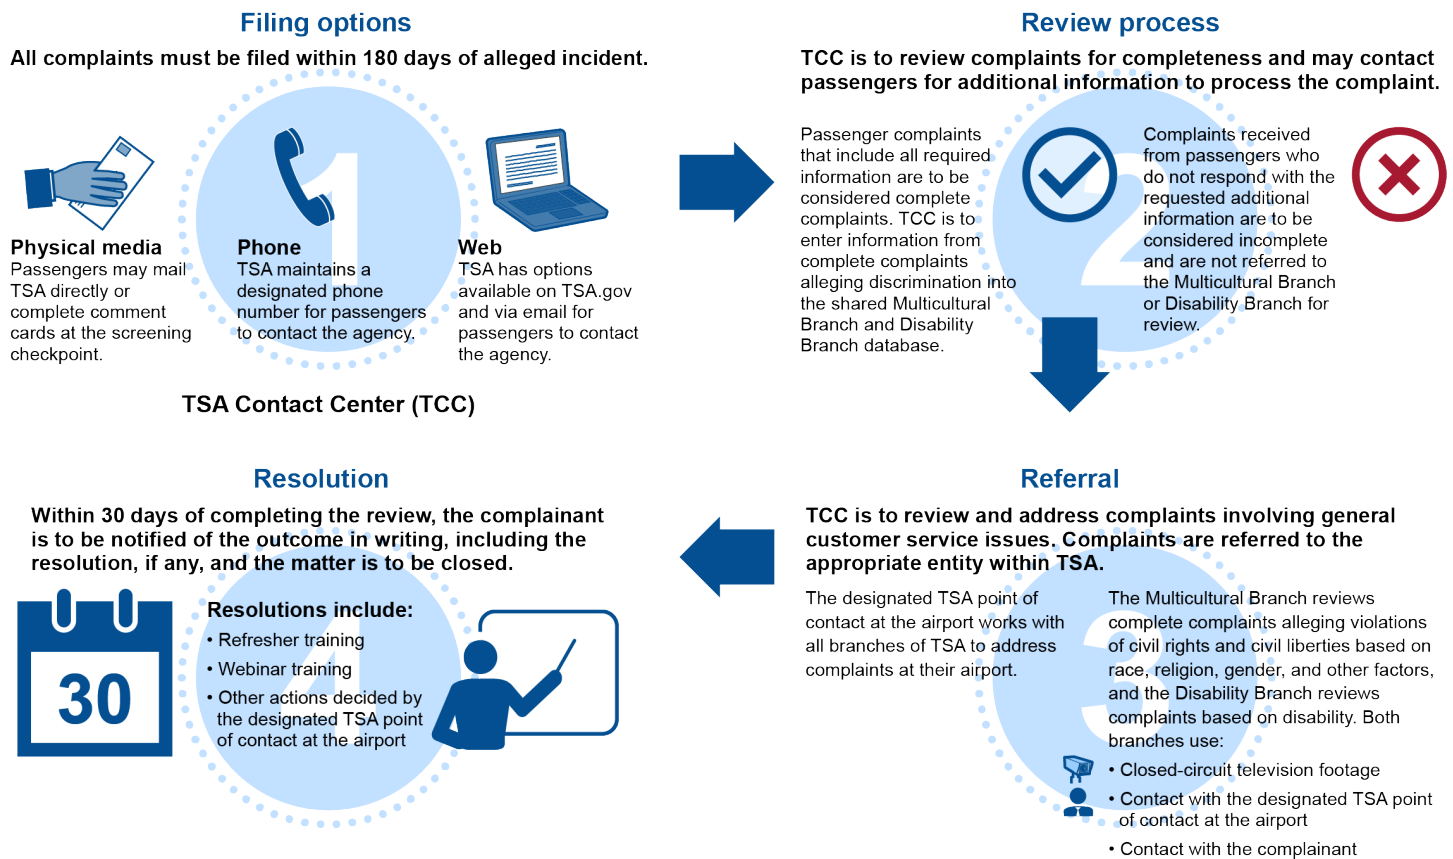 Filing options
All complaints must be filed within 180 days of alleged incident.
1
Physical media
Passengers may mail
TSA directly or
complete comment
cards at the screening
checkpoint.
Phone
TSA maintains a
designated phone
number for passengers
to contact the agency.
Web
TSA has options
available on TSA.gov
and via email for
passengers to contact
the agency.
TSA Contact Center (TCC)
Review process
TCC is to review complaints for completeness and may contact
passengers for additional information to process the complaint.
2
Passenger complaints
that include all required
information are to be
considered complete
complaints. TCC is to
enter information from
complete complaints
alleging discrimination into
the shared Multicultural
Branch and Disability
Branch database.
Complaints received
from passengers who
do not respond with the
requested additional
information are to be
considered incomplete
and are not referred to
the Multicultural Branch
or Disability Branch for
review.
Referral
TCC is to review and address complaints involving general
customer service issues. Complaints are referred to the
appropriate entity within TSA.
3
The designated TSA point of
contact at the airport works with
all branches of TSA to address
complaints at their airport.
The Multicultural Branch reviews
complete complaints alleging violations
of civil rights and civil liberties based on
race, religion, gender, and other factors,
and the Disability Branch reviews
complaints based on disability. Both
branches use:
• Closed-circuit television footage
• Contact with the designated TSA point
of contact at the airport
• Contact with the complainant
Resolution
Within 30 days of completing the review, the complainant
is to be notified of the outcome in writing, including the
resolution, if any, and the matter is to be closed.
4
30
Resolutions include:
• Refresher training
• Webinar training
• Other actions decided by
the designated TSA point
of contact at the airport